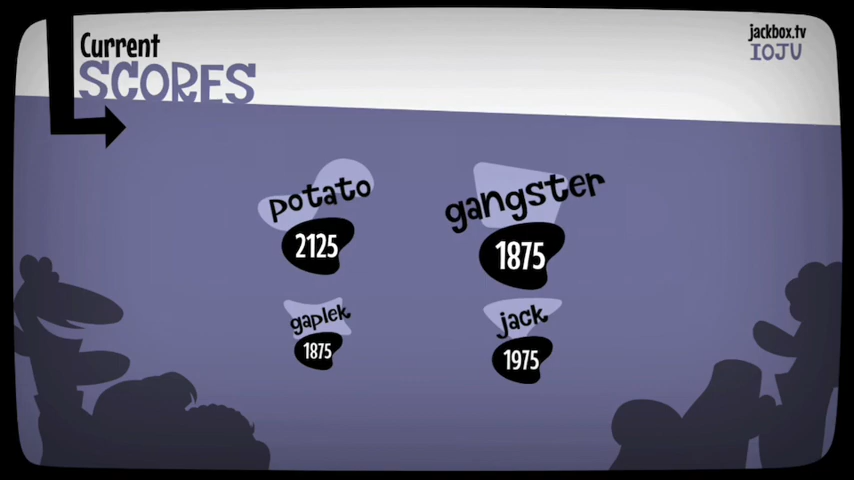 Current
SCORES
jackbox.tv
IOJU
potato
2125
gangster
1875
gaplek
1875
jack
1975